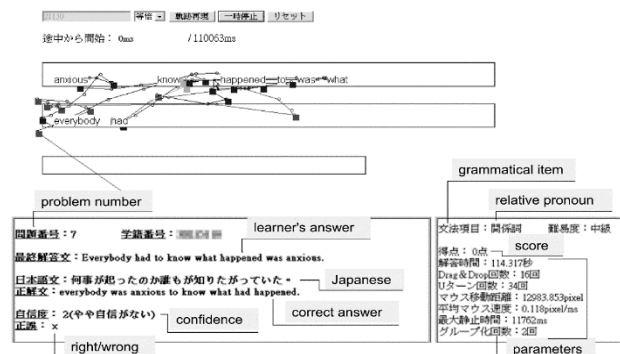 21130 等倍 軌跡再現 一時停止 リセット
途中から開始： 0ms /110063ms
anxious know happened to was what
everybody had
grammatical item
problem number
relative pronoun
learner's answer
問題番号：7 学籍番号：
文法項目：関係詞 難易度：中級
得点： 0点
score
最終解答文：Everybody had to know what happened was anxious.
解答時間：114.317秒
Drag＆Drop回数：16回
Uターン回数：34回
日本語文：何事が起ったのか誰もが知りたがっていた。
Japanese
マウス移動距離：12983.853pixel
正解文：everybody was anxious to know what had happened.
平均マウス速度：0.118pixel/ms
最大静止時間：11762ms
correct answer
自信度： 2(やや自信がない)
confidence
グループ化回数：2回
正誤： ×
right/wrong
parameters